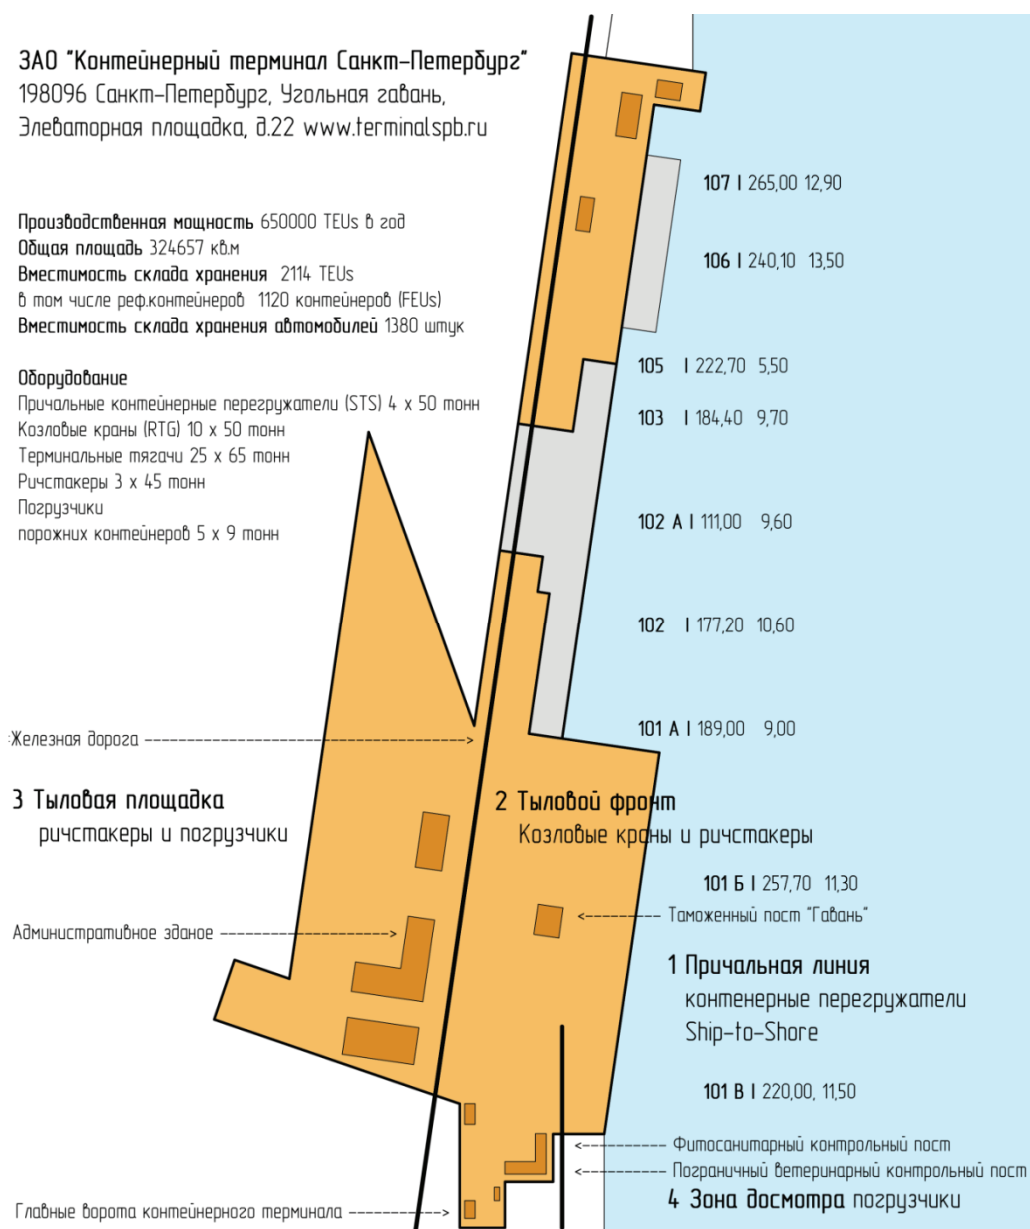 ЗАО "Контейнерный терминал Санкт-Петербург"
198096 Санкт-Петербург, Угольная гавань,
Элеваторная площадка, д.22 www.terminalspb.ru
Производственная мощность 650000 TEUs в год
Общая площадь 324657 кв.м
Вместимость склада хранения 2114 TEUs
в том числе реф.контейнеров 1120 контейнеров (FEUs)
Вместимость склада хранения автомобилей 1380 штук
Оборудование
Причальные контейнерные перегружатели (STS) 4 x 50 тонн
Козловые краны (RTG) 10 x 50 тонн
Терминальные тягачи 25 x 65 тонн
Ричстакеры 3 x 45 тонн
Погрузчики
порожних контейнеров 5 x 9 тонн
107 I 265,00 12,90
106 I 240,10 13,50
105 I 222,70 5,50
103 I 184,40 9,70
102 А I 111,00 9,60
102 I 177,20 10,60
101 А I 189,00 9,00
Железная дорога
3 Тыловая площадка
ричстакеры и погрузчики
2 Тыловой фронт
Козловые краны и ричстакеры
101 Б I 257,70 11,30
Таможенный пост "Гавань"
Административное здание
1 Причальная линия
контенерные перегружатели
Ship-to-Shore
101 В I 220,00, 11,50
Фитосанитарный контрольный пост
Пограничный ветеринарный контрольный пост
4 Зона досмотра погрузчики
Главные ворота контейнерного терминала